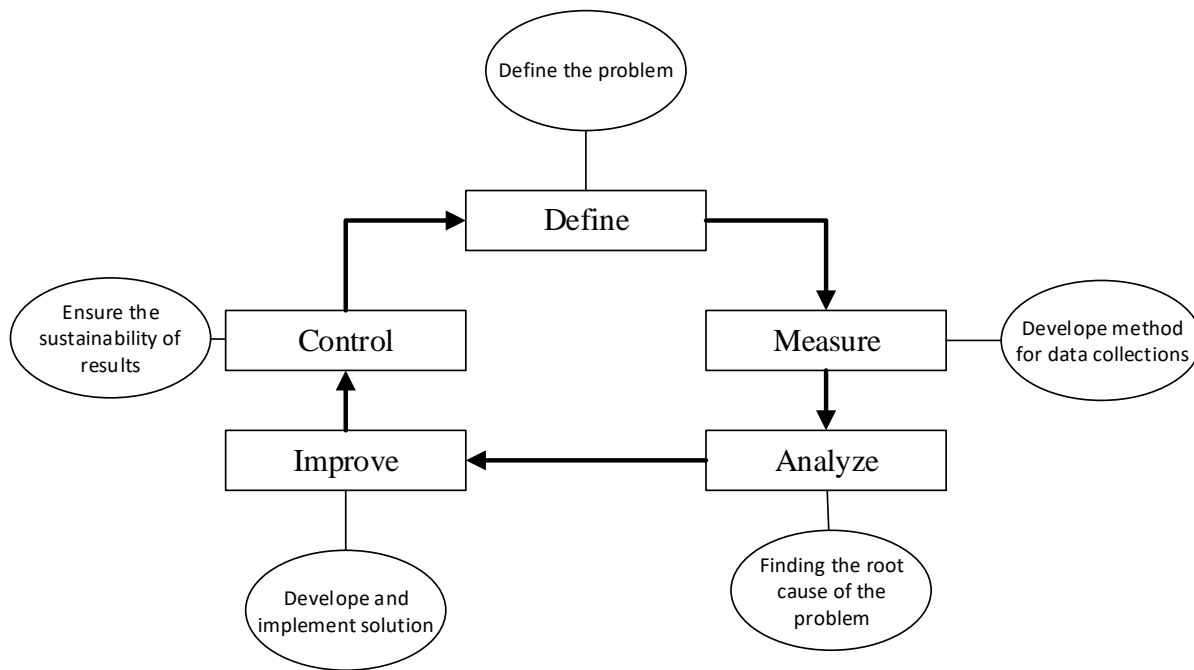 Define the problem
Define
Ensure the
sustainability of
results
Control
Measure
Develope method
for data collections
Improve
Analyze
Develope and
implement solution
Finding the root
cause of the
problem